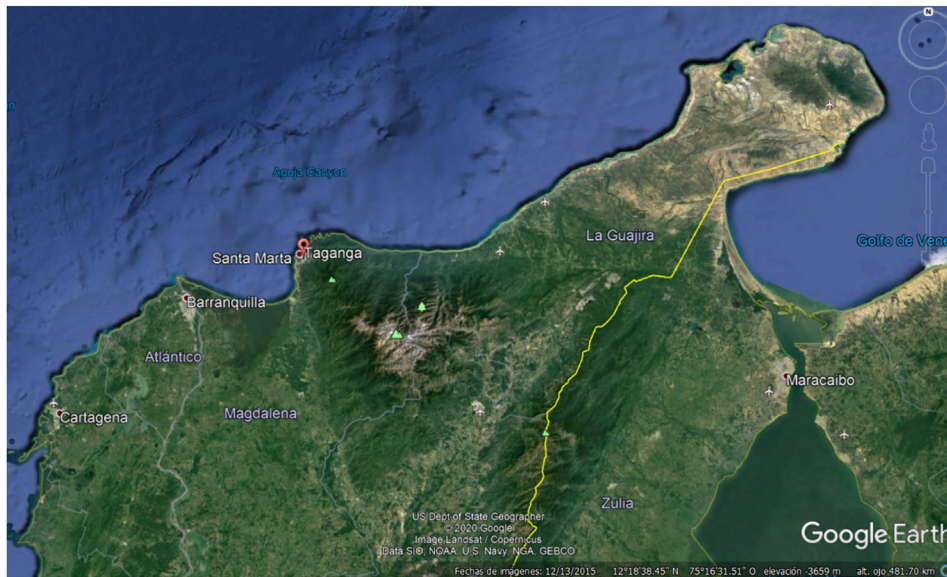 N
Aguja Canyon
La Guajira
Golfo de Vene
Taganga
Santa Marta
Barranquilla
Atlántico
Maracaibo
Magdalena
Cartagena
Zulia
US Dept of State Geographer
© 2020 Google
Image Landsat / Copernicus
Data SIO, NOAA, U.S. Navy, NGA, GEBCO
Google Earth
Fechas de imágenes: 12/13/2015 12°18'38.45" N 75°16'31.51" O elevación -3659 m alt. ojo 481.70 km